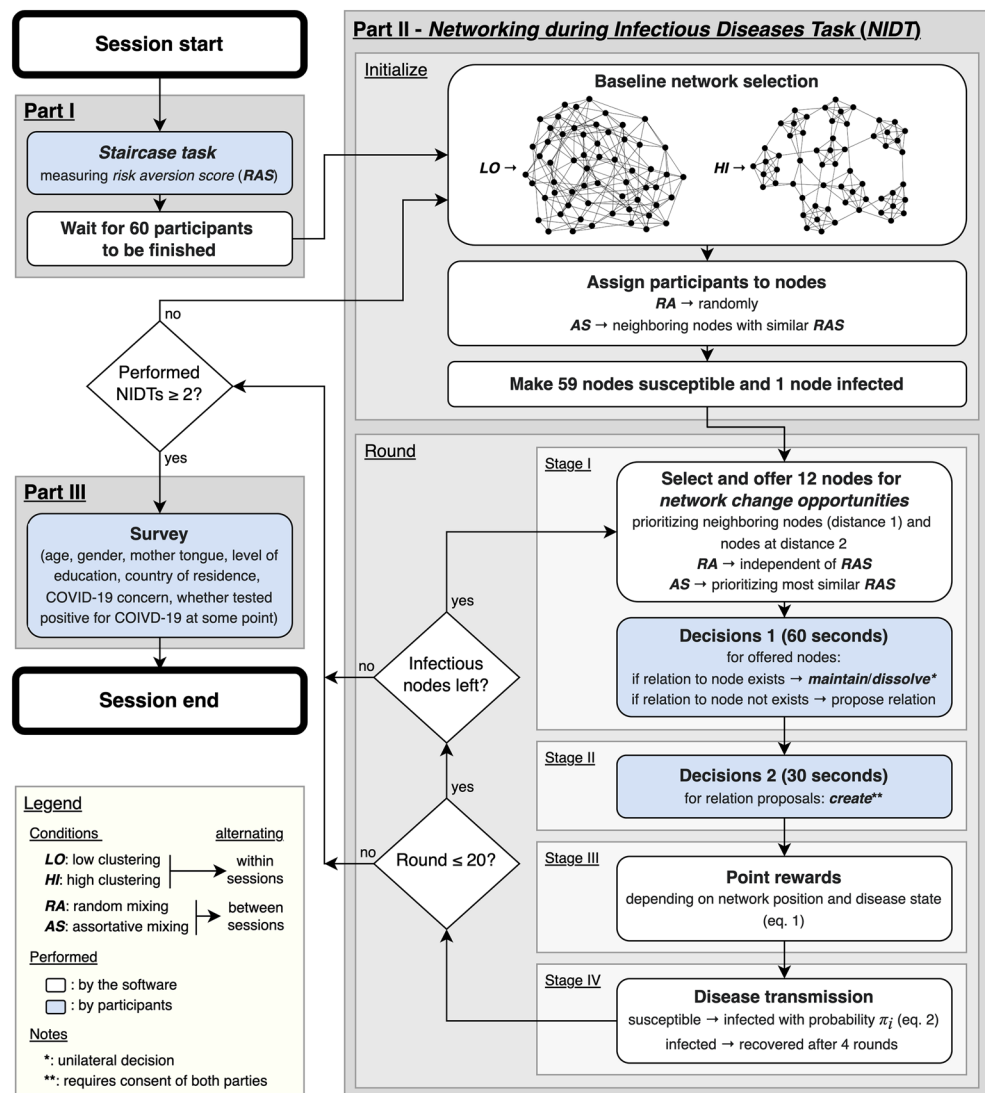 Session start
Part I
Staircase task
measuring risk aversion score (RAS)
Wait for 60 participants
to be finished
no
Performed
NIDTs ≥ 2?
yes
Part III
Survey
(age, gender, mother tongue, level of
education, country of residence,
COVID-19 concern, whether tested
positive for COIVD-19 at some point)
Session end
Legend
Conditions
alternating
LO: low clustering
HI: high clustering
within
sessions
RA: random mixing
AS: assortative mixing
between
sessions
Performed
: by the software
: by participants
Notes
*: unilateral decision
**: requires consent of both parties
Part II - Networking during Infectious Diseases Task (NIDT)
Initialize
Baseline network selection
LO →
HI →
Assign participants to nodes
RA → randomly
AS → neighboring nodes with similar RAS
Make 59 nodes susceptible and 1 node infected
Round
Stage I
Select and offer 12 nodes for
network change opportunities
prioritizing neighboring nodes (distance 1) and
nodes at distance 2
RA → independent of RAS
AS → prioritizing most similar RAS
Decisions 1 (60 seconds)
for offered nodes:
if relation to node exists → maintain/dissolve*
if relation to node not exists → propose relation
Stage II
Decisions 2 (30 seconds)
for relation proposals: create**
Stage III
Point rewards
depending on network position and disease state
(eq. 1)
Stage IV
Disease transmission
susceptible → infected with probability πi (eq. 2)
infected → recovered after 4 rounds
yes
no
Infectious
nodes left?
yes
no
Round ≤ 20?